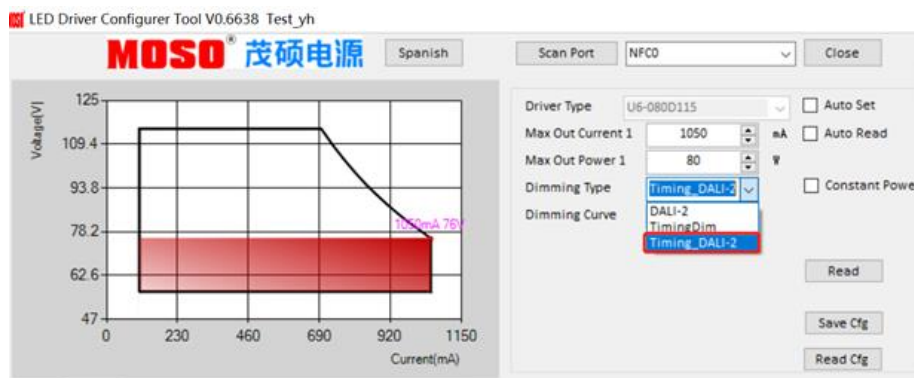 LED Driver Configurer Tool V0.6638 Test_yh
MOSO® 茂硕电源
Spanish
Scan Port
NFC0
Close
Voltage(V)
125
109.4
93.8
78.2
62.6
47
0 230 460 690 920 1150
Current(mA)
1050mA 76V
Driver Type U6-080D115 Auto Set
Max Out Current 1 1050 mA Auto Read
Max Out Power 1 80 W
Dimming Type Timing_DALI-2 Constant Powe
Dimming Curve
DALI-2
TimingDim
Timing_DALI-2
Read
Save Cfg
Read Cfg